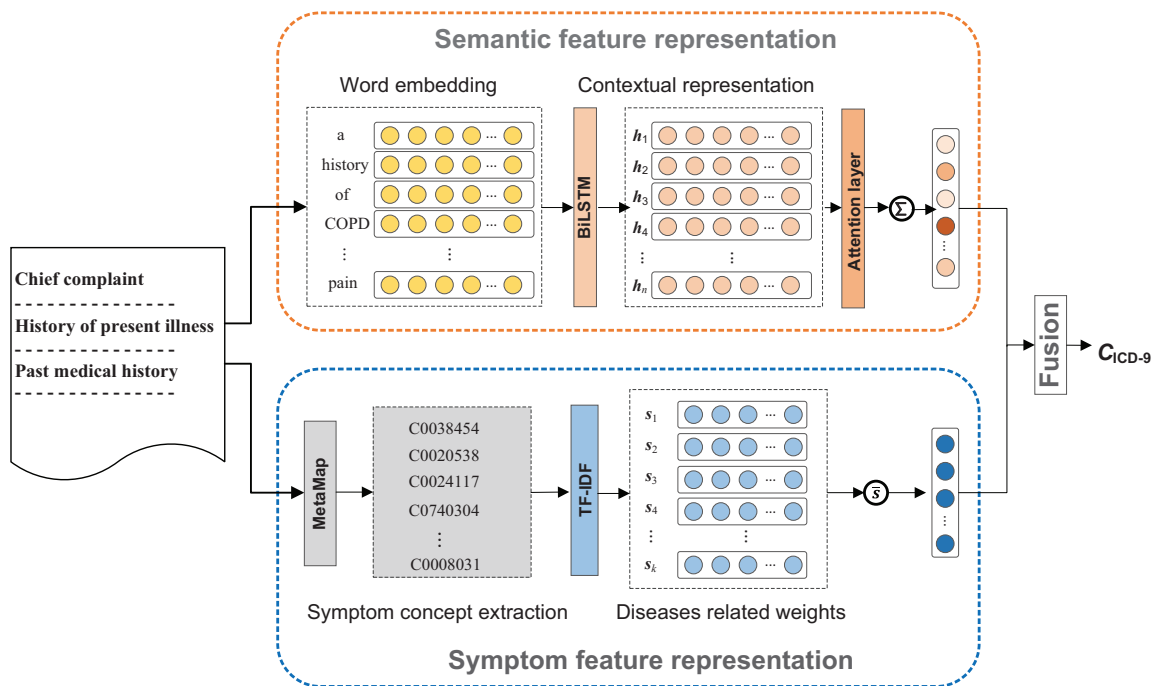 Semantic feature representation
Word embedding
Contextual representation
a
history
of
COPD
⋮ ⋮
pain
...
...
...
...
...
BiLSTM
h1
h2
h3
h4
⋮ ⋮
hn
...
...
...
...
...
Attention layer
Σ
...
Chief complaint
History of present illness
Past medical history
Fusion
CICD-9
MetaMap
C0038454
C0020538
C0024117
C0740304
⋮
C0008031
TF-IDF
s1
s2
s3
s4
⋮ ⋮
sk
...
...
...
...
...
s̄
...
Symptom concept extraction
Diseases related weights
Symptom feature representation